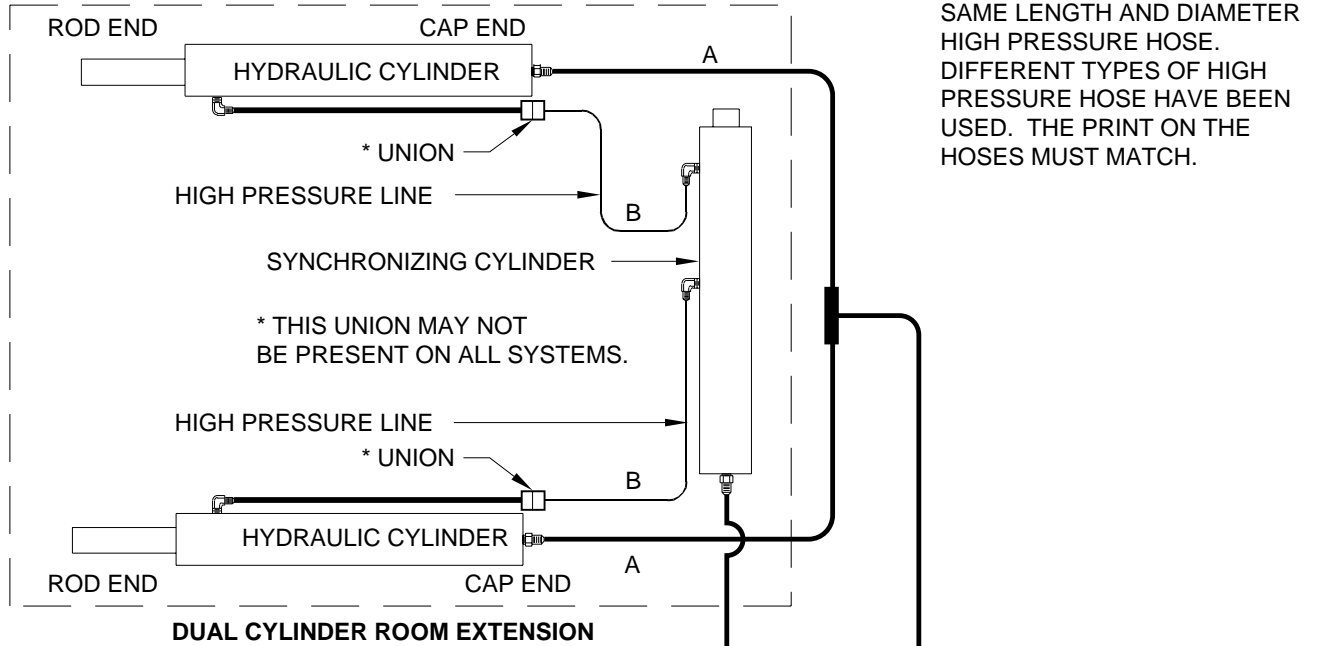 SAME LENGTH AND DIAMETER
HIGH PRESSURE HOSE.
DIFFERENT TYPES OF HIGH
PRESSURE HOSE HAVE BEEN
USED.  THE PRINT ON THE
HOSES MUST MATCH.
ROD END
CAP END
HYDRAULIC CYLINDER
A
* UNION
HIGH PRESSURE LINE
B
SYNCHRONIZING CYLINDER
* THIS UNION MAY NOT
BE PRESENT ON ALL SYSTEMS.
HIGH PRESSURE LINE
* UNION
B
HYDRAULIC CYLINDER
A
ROD END
CAP END
DUAL CYLINDER ROOM EXTENSION